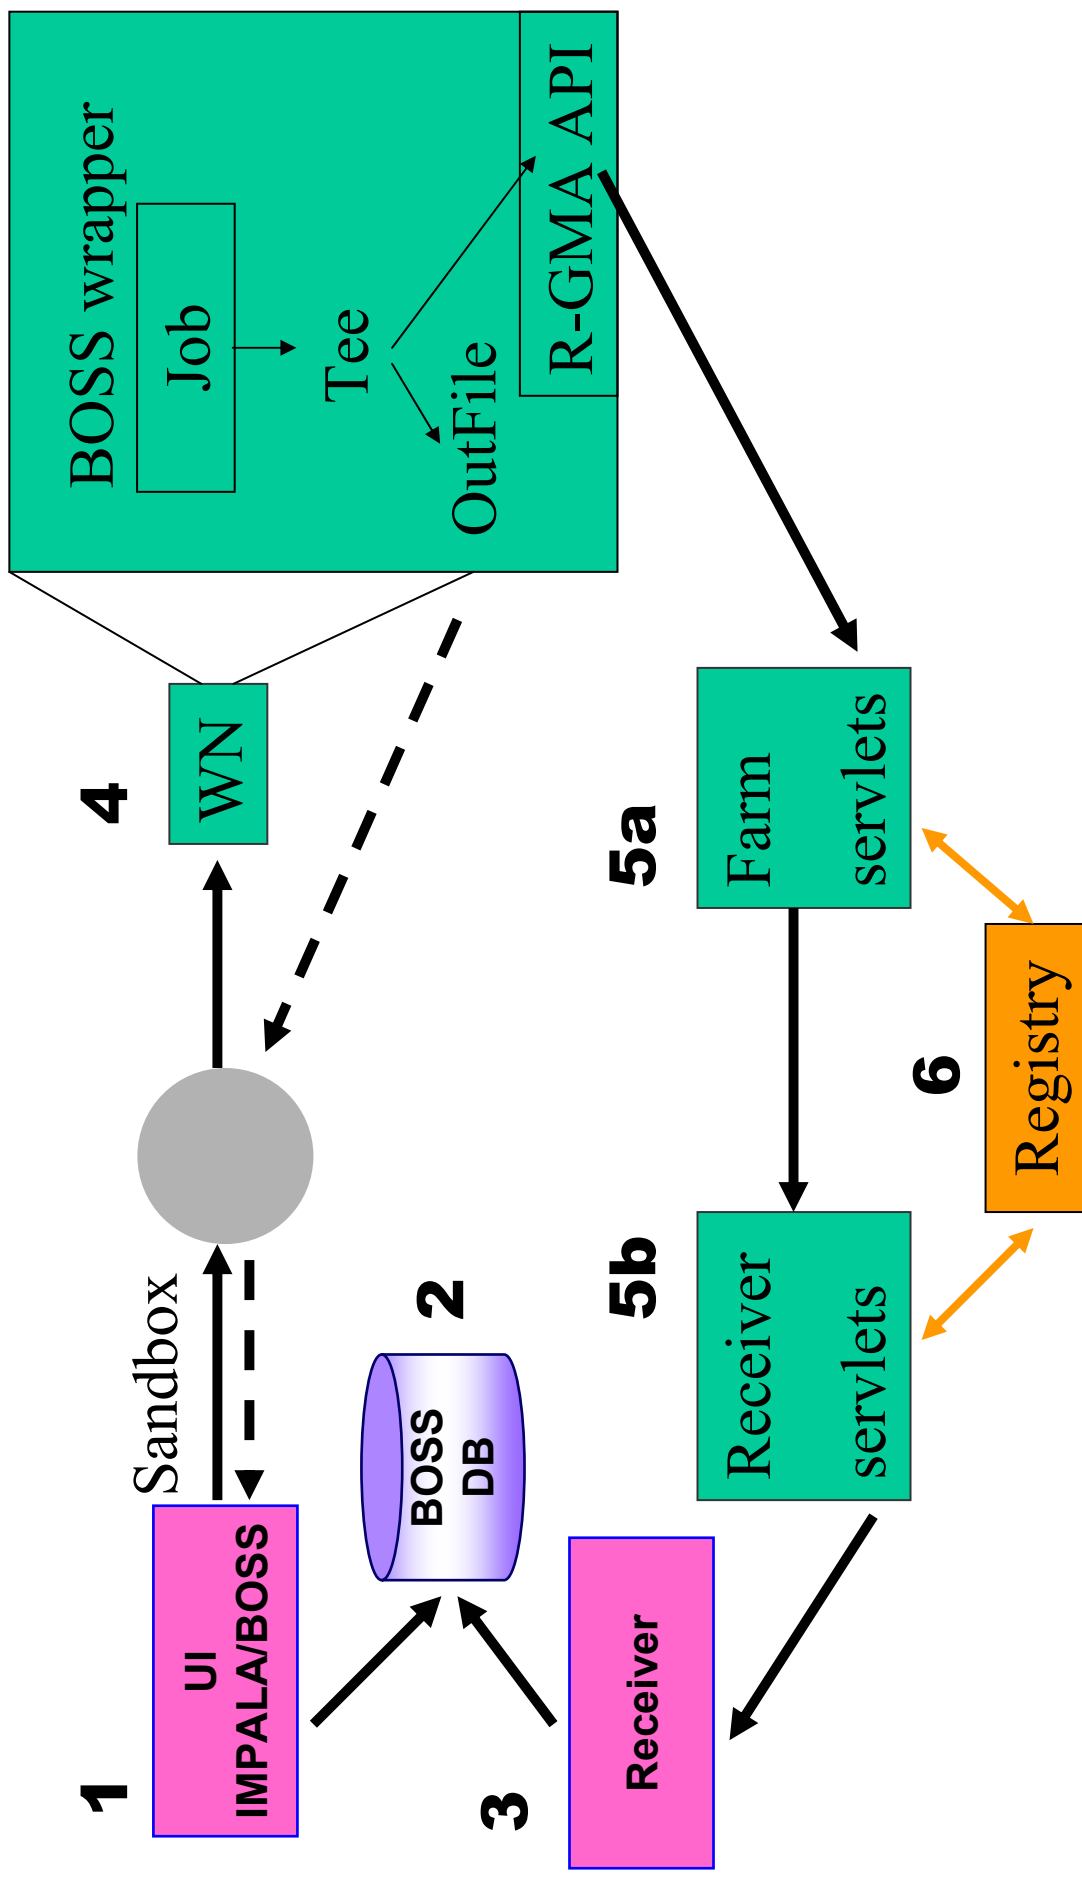 BOSS wrapper
Job
Tee
OutFile
R-GMA API
4
WN
Sandbox
1
UI
IMPALA/BOSS
2
BOSS
DB
3
Receiver
5a
Farm
servlets
5b
Receiver
servlets
6
Registry